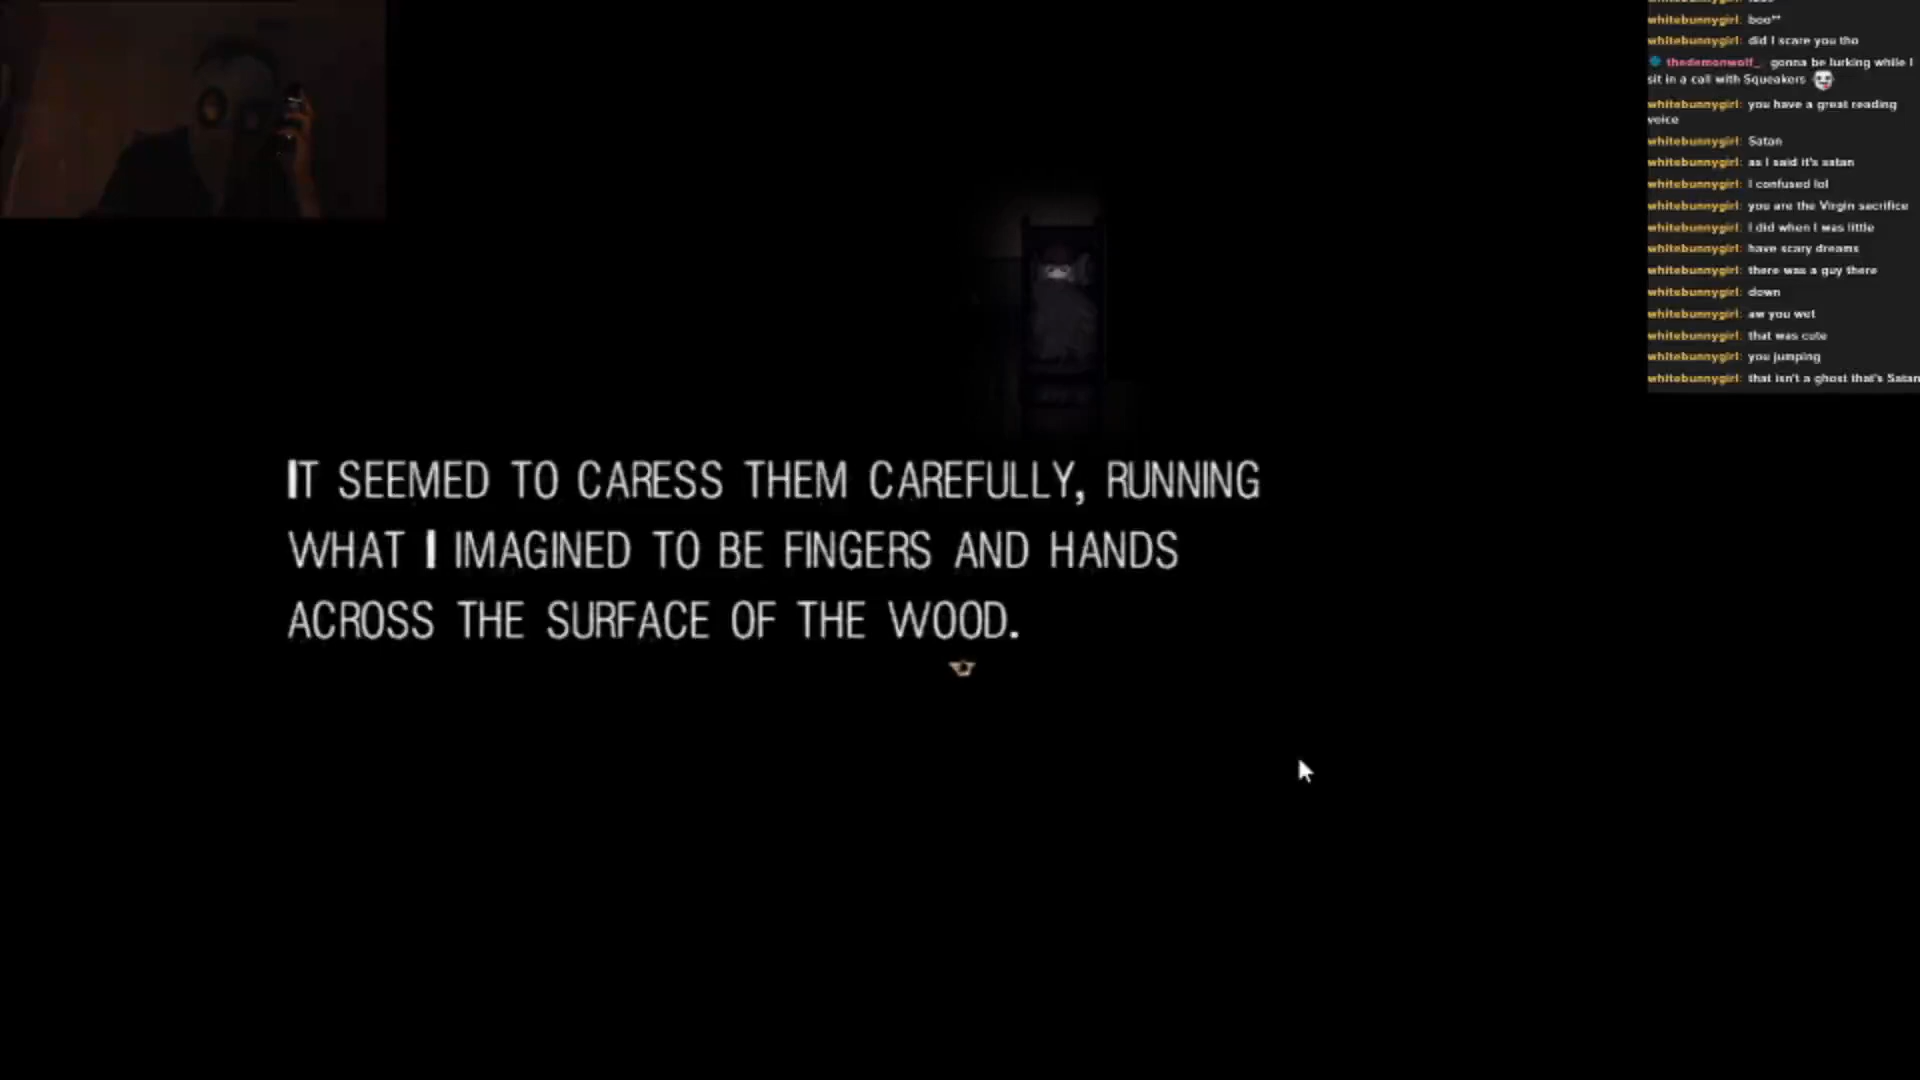 IT SEEMED TO CARESS THEM CAREFULLY, RUNNING
WHAT I IMAGINED TO BE FINGERS AND HANDS
ACROSS THE SURFACE OF THE WOOD.
whitebunnygirl: boo**
whitebunnygirl: did I scare you tho
thedemonwolf_: gonna be lurking while I
sit in a call with Squeakers
whitebunnygirl: you have a great reading
voice
whitebunnygirl: Satan
whitebunnygirl: as I said it's satan
whitebunnygirl: I confused lol
whitebunnygirl: you are the Virgin sacrifice
whitebunnygirl: I did when I was little
whitebunnygirl: have scary dreams
whitebunnygirl: there was a guy there
whitebunnygirl: down
whitebunnygirl: aw you wet
whitebunnygirl: that was cute
whitebunnygirl: you jumping
whitebunnygirl: that isn't a ghost that's Satan